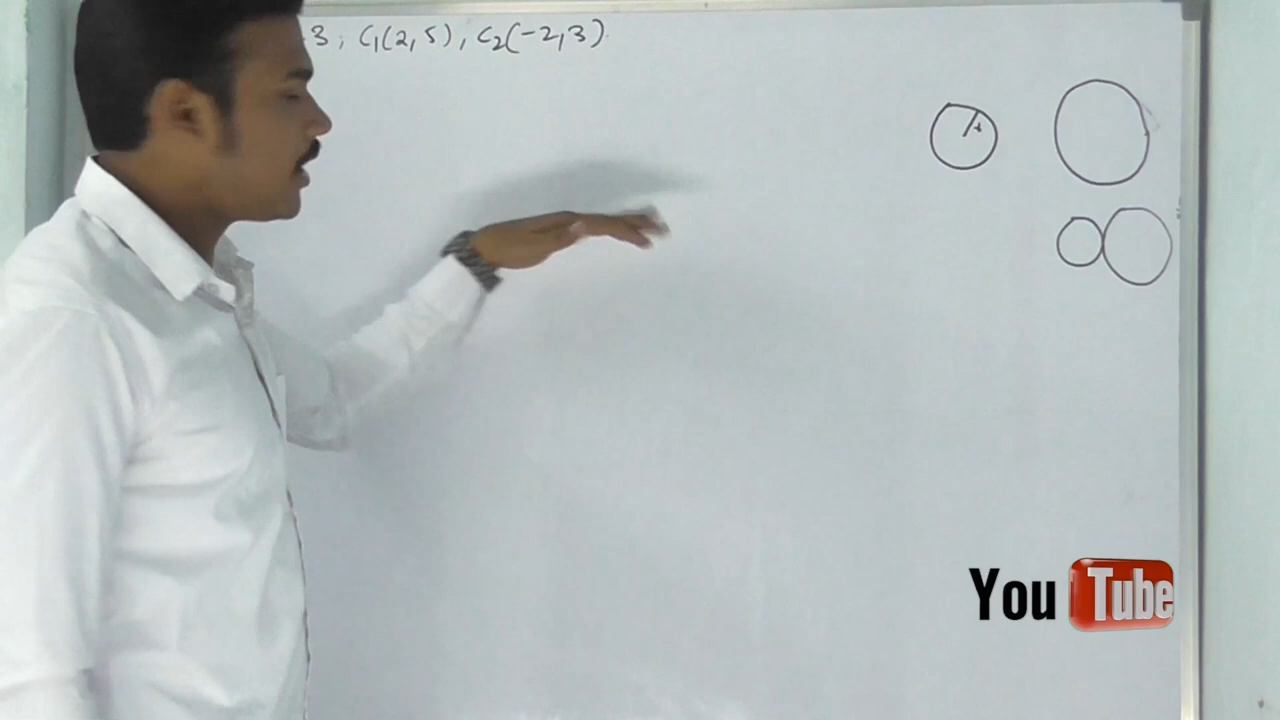 3; C₁(2,5), C₂(-2,3).
r
YouTube